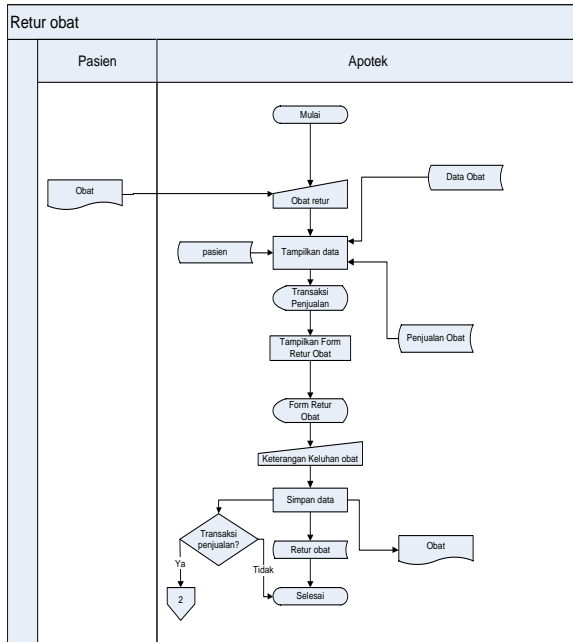 Retur obat
Pasien
Apotek
Mulai
Obat
Obat retur
Data Obat
pasien
Tampilkan data
Transaksi
Penjualan
Tampilkan Form
Retur Obat
Penjualan Obat
Form Retur
Obat
Keterangan Keluhan obat
Simpan data
Transaksi
penjualan?
Retur obat
Obat
Ya
Tidak
2
Selesai